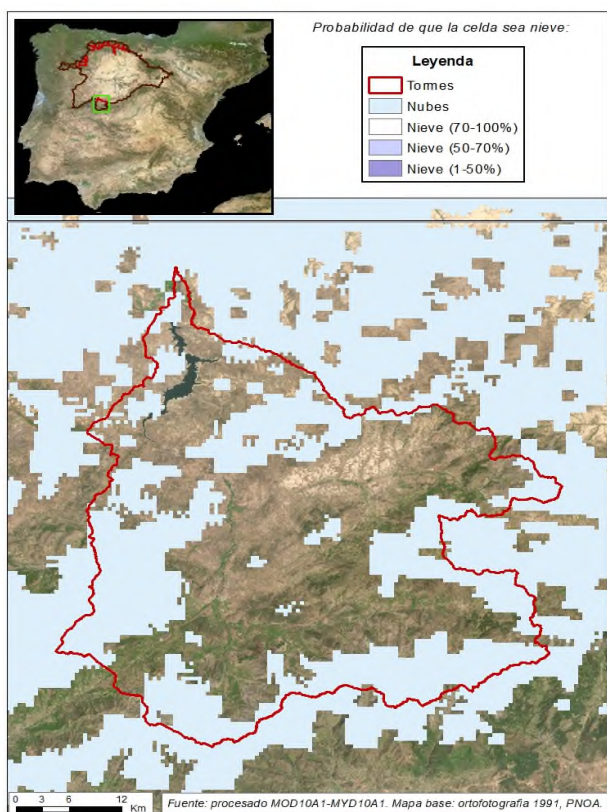 Probabilidad de que la celda sea nieve:
Leyenda
Tormes
Nubes
Nieve (70-100%)
Nieve (50-70%)
Nieve (1-50%)
0 3 6 12
Km
Fuente: procesado MOD10A1-MYD10A1. Mapa base: ortofotografia 1991, PNOA